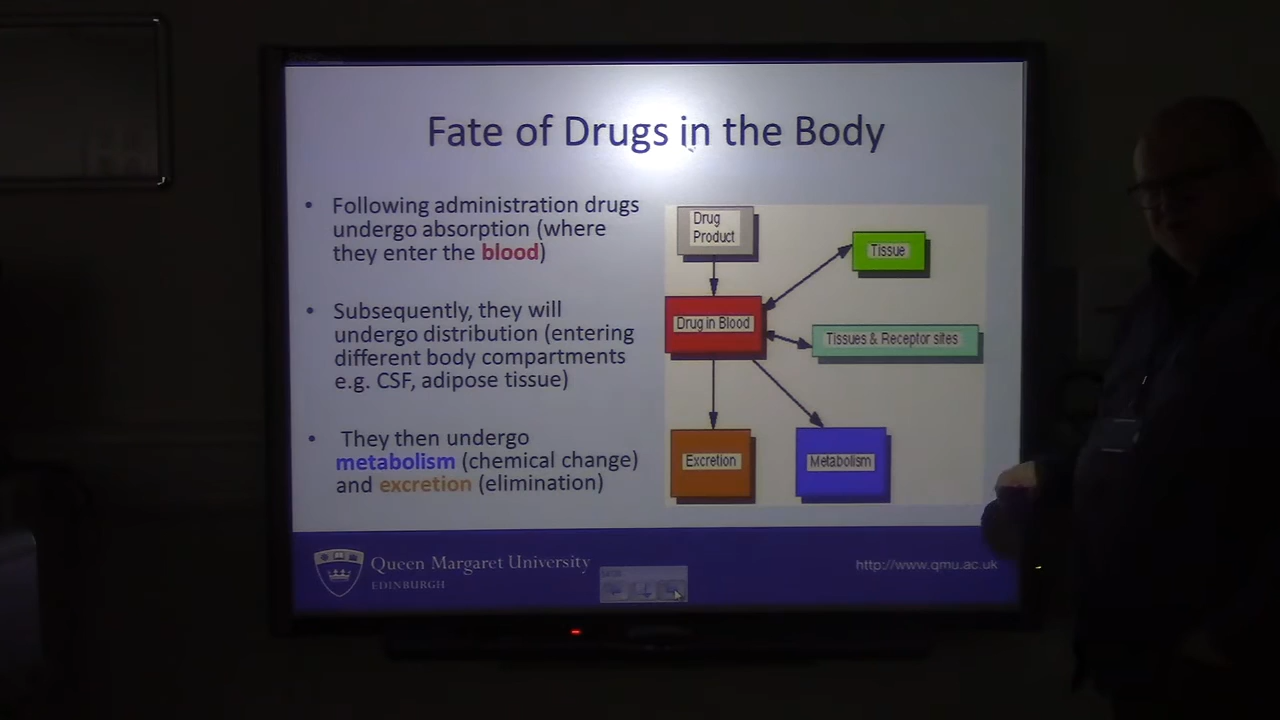 Fate of Drugs in the Body
• Following administration drugs
undergo absorption (where
they enter the blood)
• Subsequently, they will
undergo distribution (entering
different body compartments
e.g. CSF, adipose tissue)
• They then undergo
metabolism (chemical change)
and excretion (elimination)
Drug
Product
Tissue
Drug in Blood
Tissues & Receptor sites
Excretion
Metabolism
Queen Margaret University
EDINBURGH
http://www.qmu.ac.uk